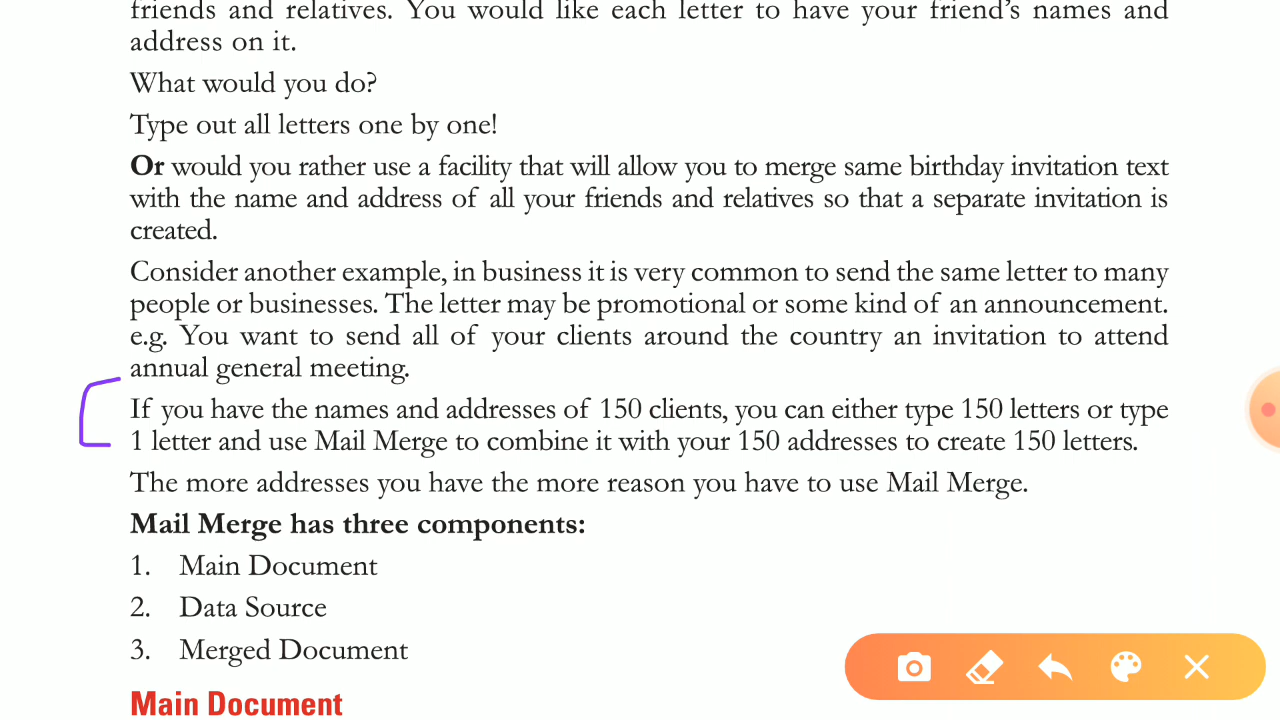 friends and relatives. You would like each letter to have your friend's names and
address on it.
What would you do?
Type out all letters one by one!
Or would you rather use a facility that will allow you to merge same birthday invitation text
with the name and address of all your friends and relatives so that a separate invitation is
created.
Consider another example, in business it is very common to send the same letter to many
people or businesses. The letter may be promotional or some kind of an announcement.
e.g. You want to send all of your clients around the country an invitation to attend
annual general meeting.
If you have the names and addresses of 150 clients, you can either type 150 letters or type
1 letter and use Mail Merge to combine it with your 150 addresses to create 150 letters.
The more addresses you have the more reason you have to use Mail Merge.
Mail Merge has three components:
1. Main Document
2. Data Source
3. Merged Document
Main Document